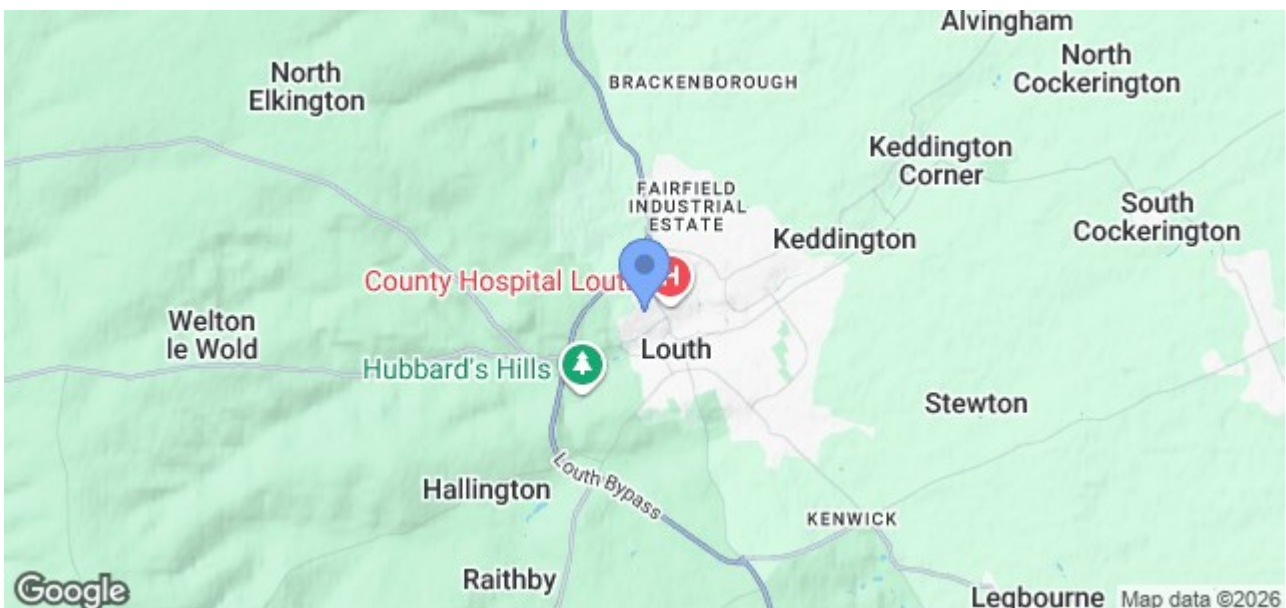 Alvingham
North
Elkington
BRACKENBOROUGH
North
Cockerington
Keddington
Corner
FAIRFIELD
INDUSTRIAL
ESTATE
South
Cockerington
Keddington
County Hospital Lout
H
Welton
le Wold
Louth
Hubbard's Hills
Stewton
Hallington
Louth Bypass
KENWICK
Raithby
Legbourne
Google
Map data ©2026